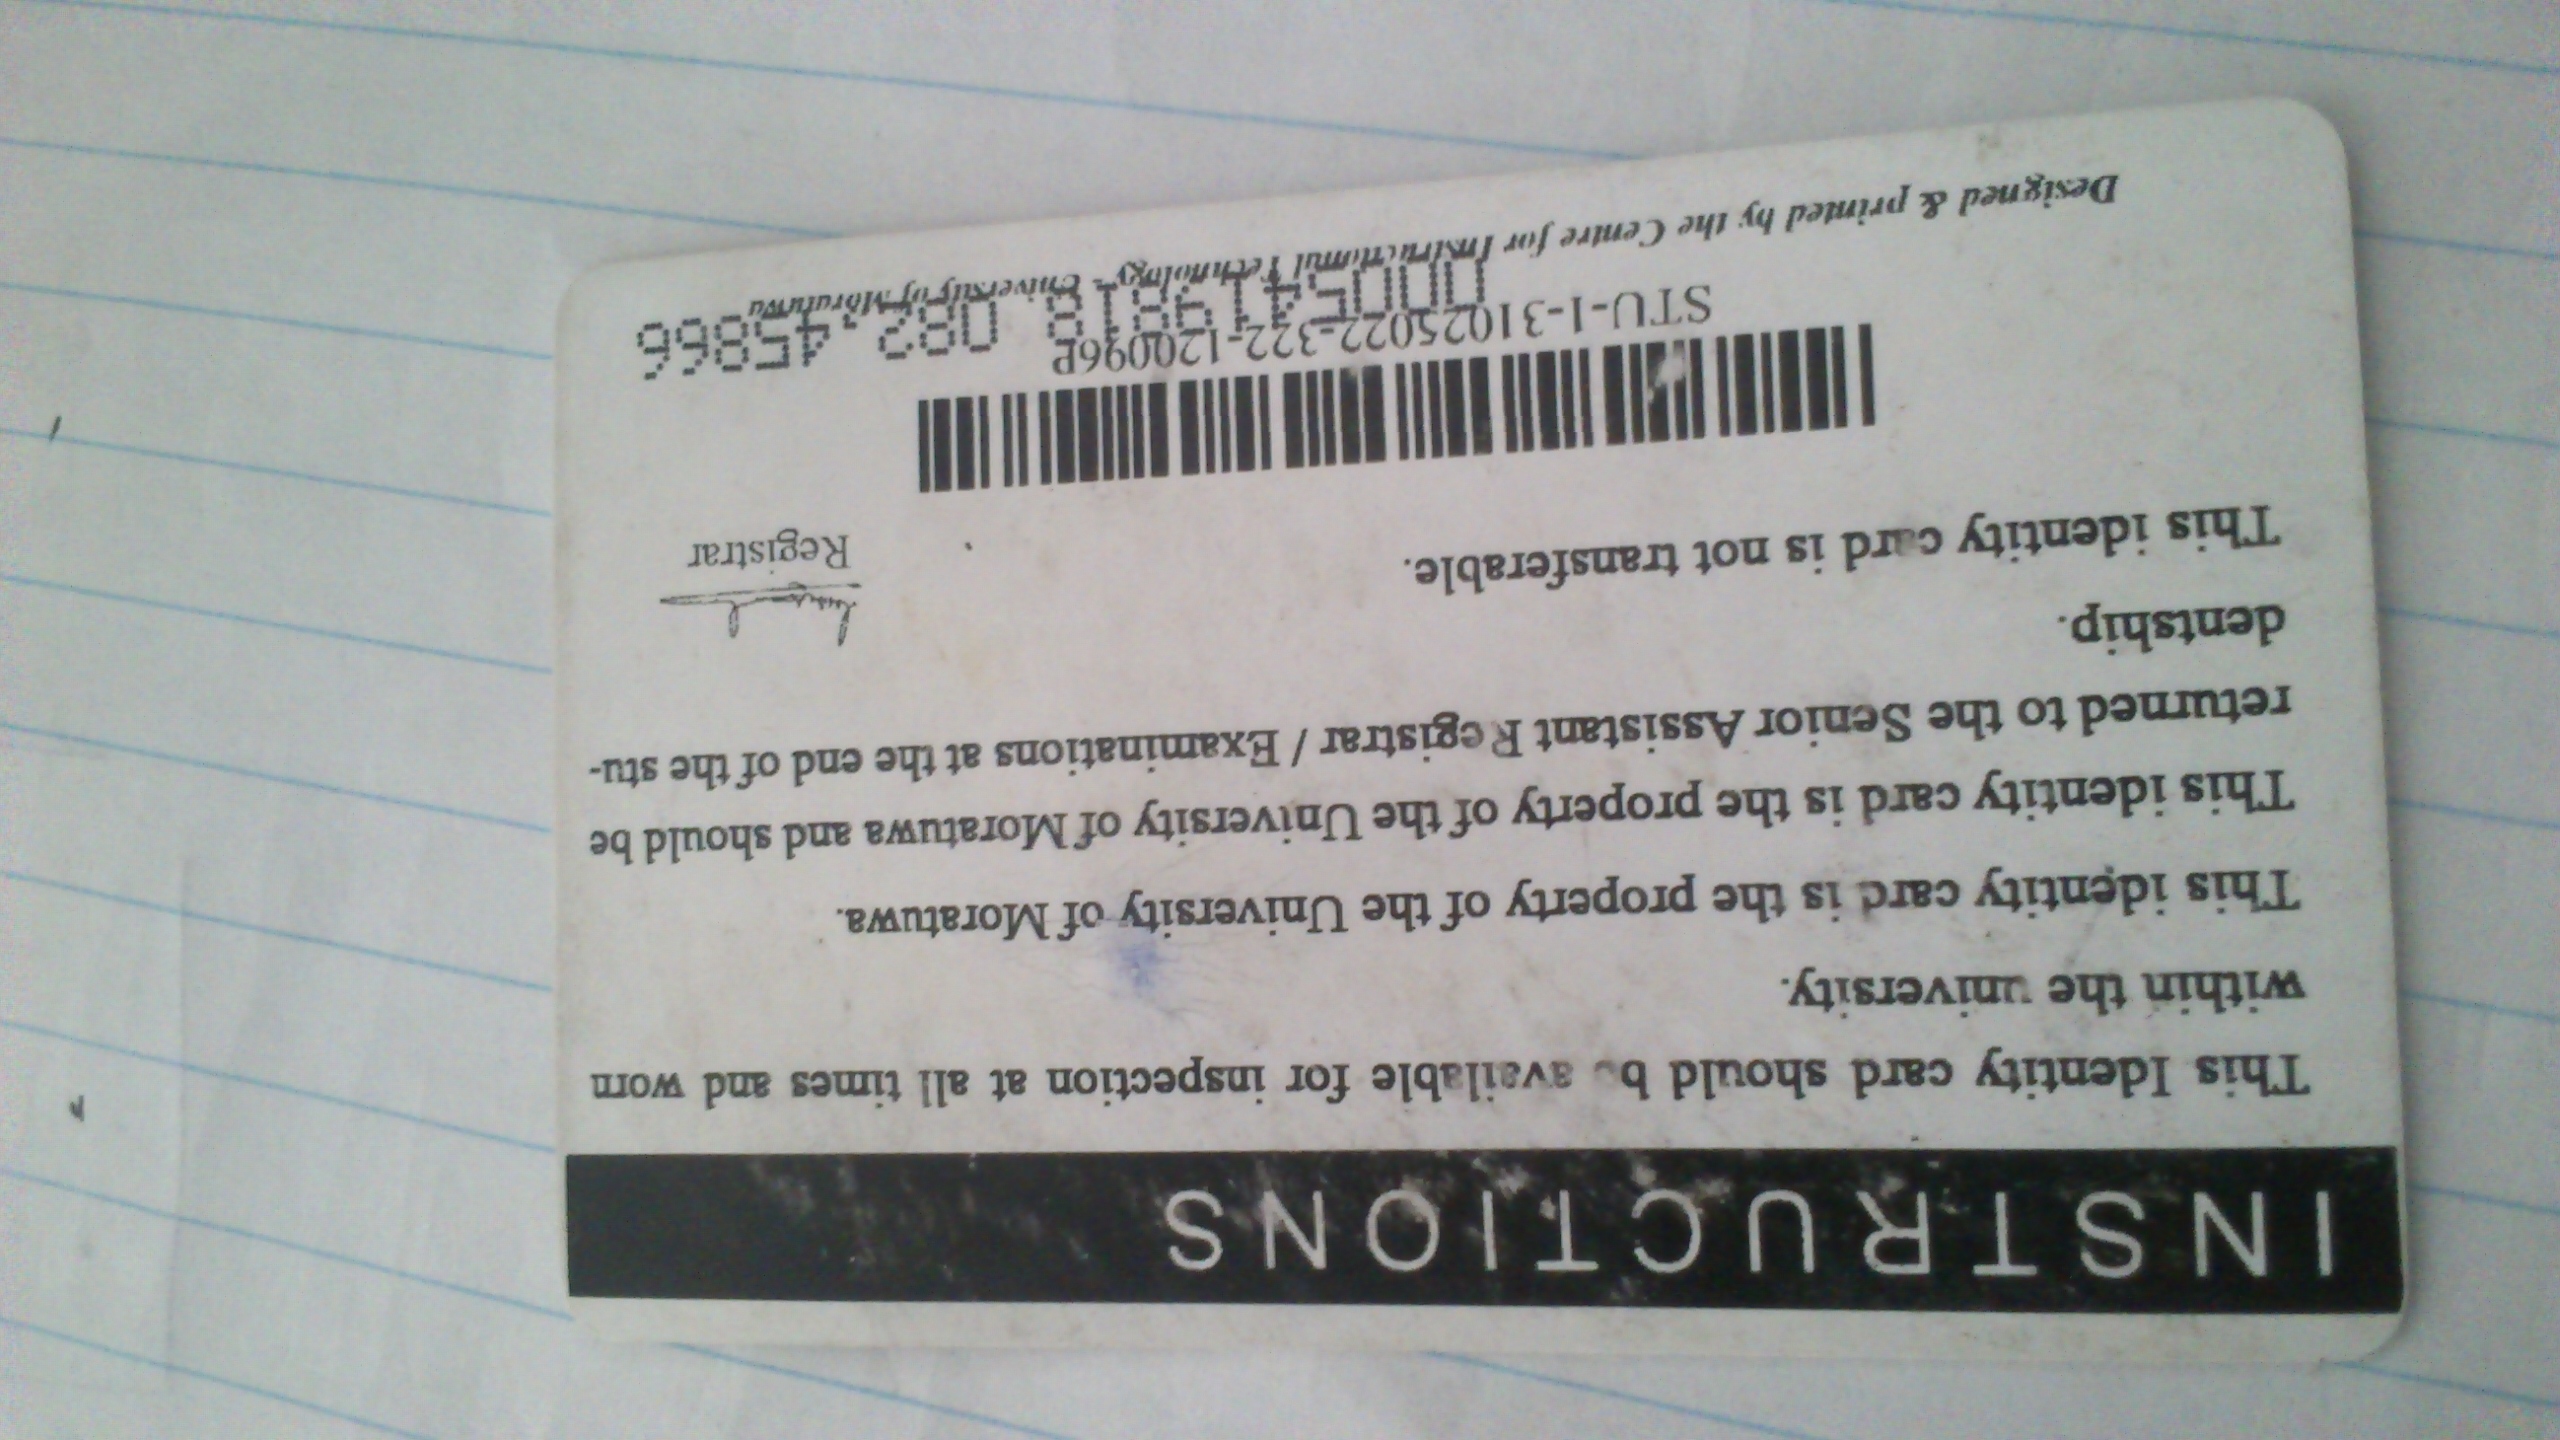 INSTRUCTIONS
This Identity card should be available for inspection at all times and worn
within the university.
This identity card is the property of the University of Moratuwa.
This identity card is the property of the University of Moratuwa and should be
returned to the Senior Assistant Registrar / Examinations at the end of the stu-
dentship.
This identity card is not transferable.
Registrar
STU-1-31025022-322-120096P
0005419818 082,45866
Designed & printed by the Centre for Instructional Technology - University of Moratuwa